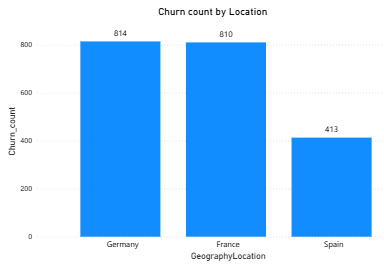 Churn count by Location
814
810
413
800
600
400
200
0
Churn_count
Germany
France
Spain
GeographyLocation